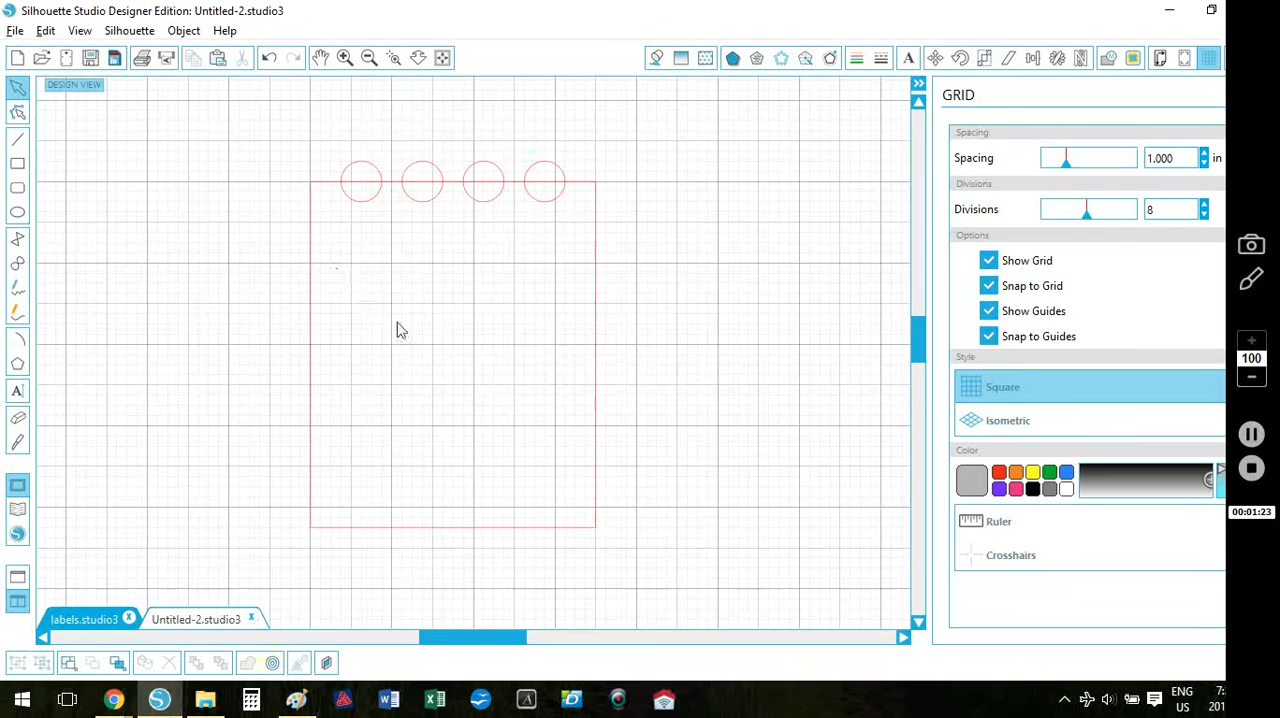 Silhouette Studio Designer Edition: Untitled-2.studio3
File Edit View Silhouette Object Help
DESIGN VIEW
GRID
Spacing
Spacing 1.000 in
Divisions
Divisions 8
Options
Show Grid
Snap to Grid
Show Guides
Snap to Guides
Style
Square
Isometric
Color
Ruler
Crosshairs
100
00:01:23
labels.studio3 x Untitled-2.studio3 x
ENG
US